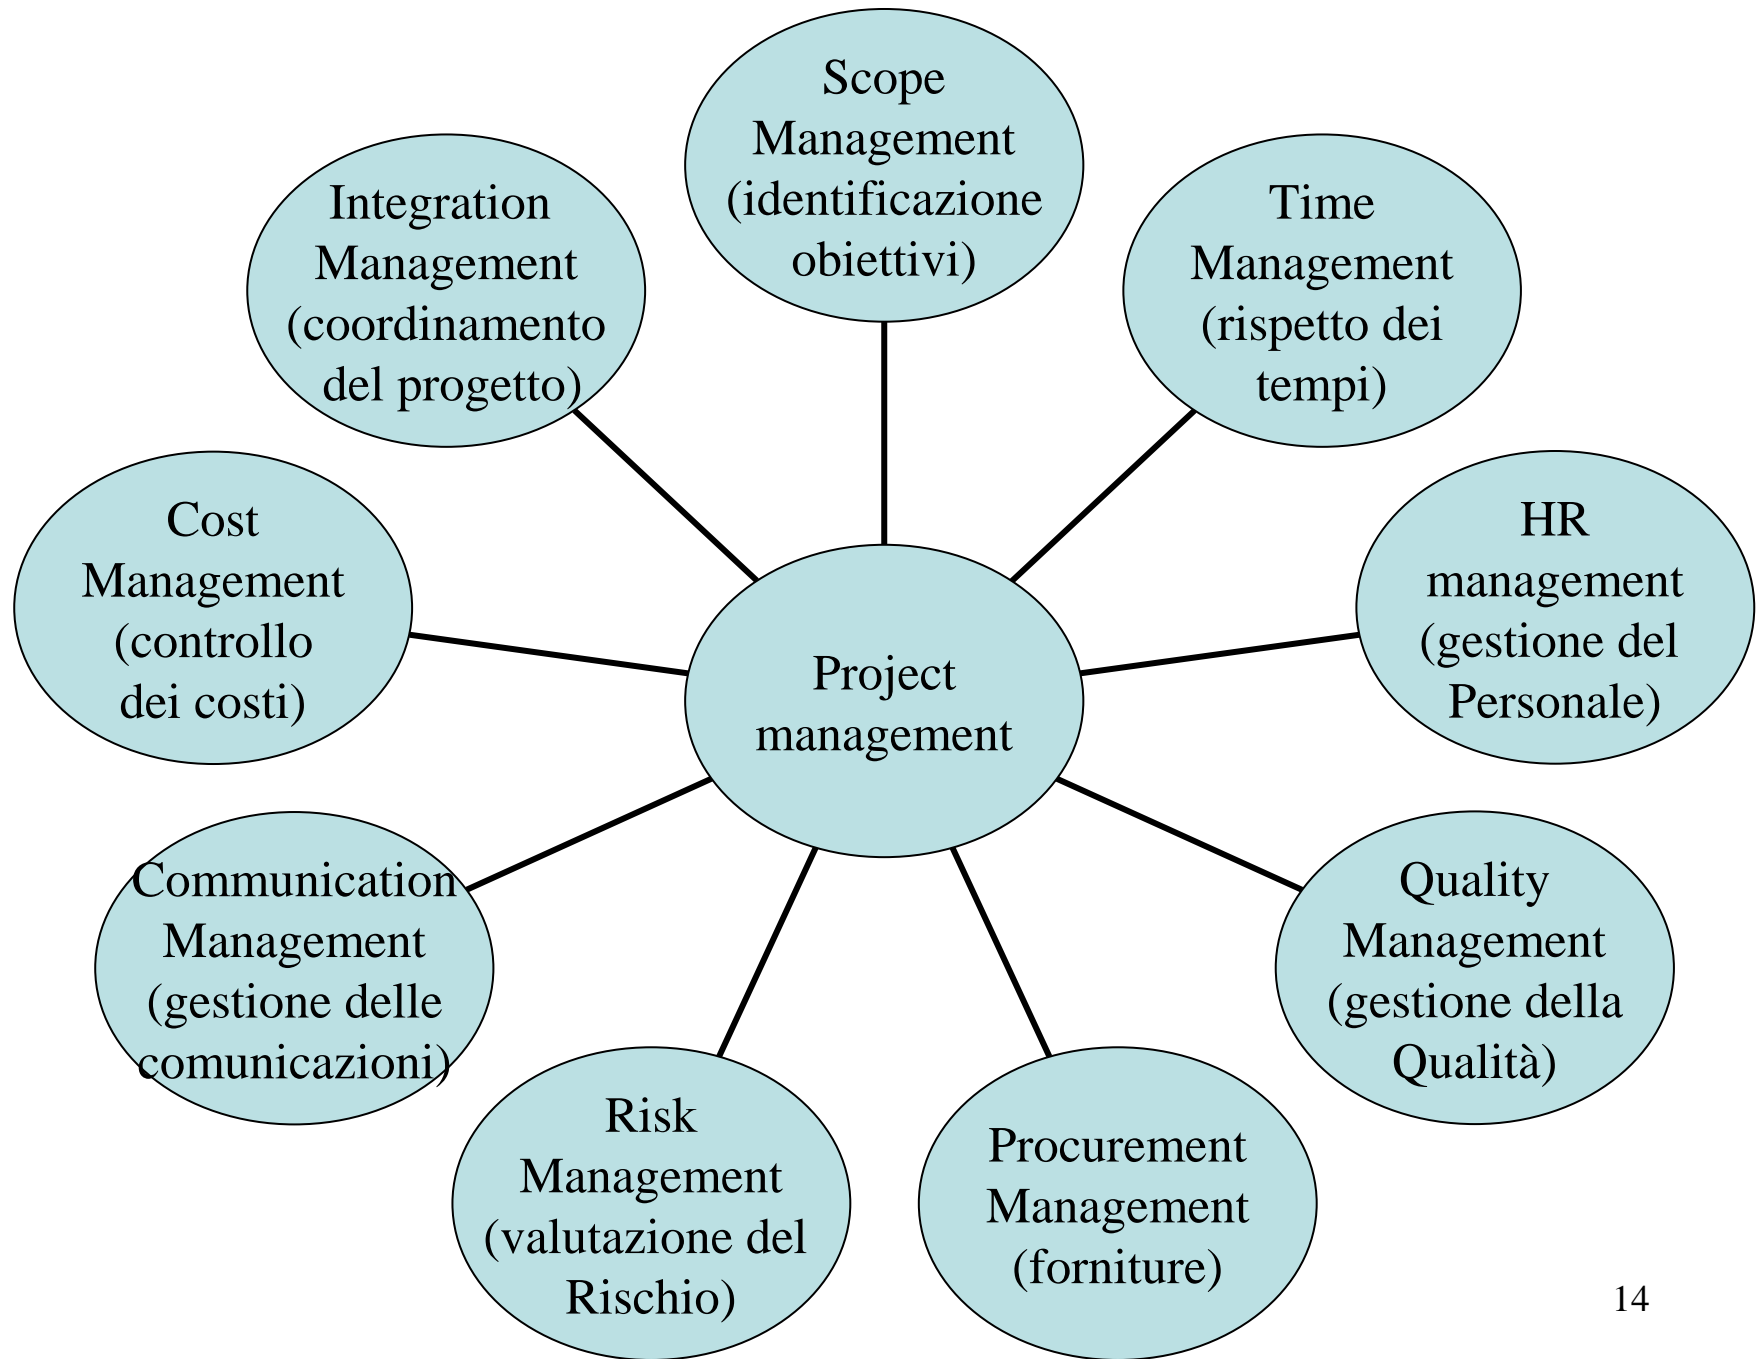 Scope
Management
(identificazione
obiettivi)
Integration
Management
(coordinamento
del progetto)
Time
Management
(rispetto dei
tempi)
Cost
Management
(controllo
dei costi)
HR
management
(gestione del
Personale)
Project
management
Communication
Management
(gestione delle
comunicazioni)
Quality
Management
(gestione della
Qualità)
Risk
Management
(valutazione del
Rischio)
Procurement
Management
(forniture)
14